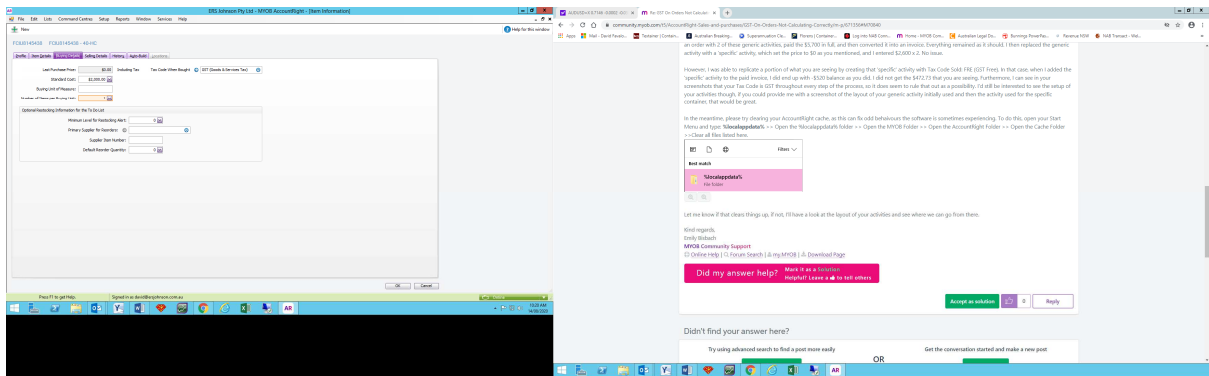 ERS Johnson Pty Ltd - MYOB AccountRight - [Item Information]
File Edit Lists Command Centres Setup Reports Window Services Help
New
Help for this window
Profile Item Details Buying Details Selling Details History Auto-Build
Last Purchase Price: $0.00 Including Tax Tax Code When Bought: GST (Goods & Services Tax)
Standard Cost: $2,000.00
Buying Unit of Measure:
Number of Items per Buying Unit: 1
Optional Restocking Information for the To Do List
Minimum Level for Restocking Alert: 0
Primary Supplier for Reorders:
Supplier Item Number:
Default Reorder Quantity: 0
OK Cancel
Press F1 to get Help.
AR
an order with 2 of these generic activities, paid the $5,700 in full, and then converted it into an invoice. Everything remained as it should. I then replaced the generic
activity with a 'specific' activity, which set the price to $0 as you mentioned, and I entered $2,600 x 2. No issue.
However, I was able to replicate a portion of what you are seeing by creating that 'specific' activity with Tax Code Sold: FRE (GST Free). In that case, when I added the
'specific' activity to the paid invoice, I did end up with -$520 balance as you did. I did not get the $472.73 that you are seeing. Furthermore, I can see in your
screenshots that your Tax Code is GST throughout every step of the process, so it does seem to rule that out as a possibility. I'd still be interested to see the setup of
your activities though, if you could provide me with a screenshot of the layout of your generic activity initially used and then the activity used for the specific
container, that would be great.
In the meantime, please try clearing your AccountRight cache, as this can fix odd behaviours the software is sometimes experiencing. To do this, open your Start
Menu and type: %localappdata% >> Open the %localappdata% folder >> Open the MYOB Folder >> Open the AccountRight Folder >> Open the Cache Folder
>>Clear all files listed here.
Filters
Best match
%localappdata%
File folder
Let me know if that clears things up, if not, I'll have a look at the layout of your activities and see where we can go from there.
Kind regards,
MYOB Community Support
Online Help | Forum Search | my.MYOB | Download Page
Did my answer help? Mark it as a Solution
Helpful? Leave a to tell others
Accept as solution 0 Reply
Didn't find your answer here?
Try using advanced search to find a post more easily
OR
Get the conversation started and make a new post
AR